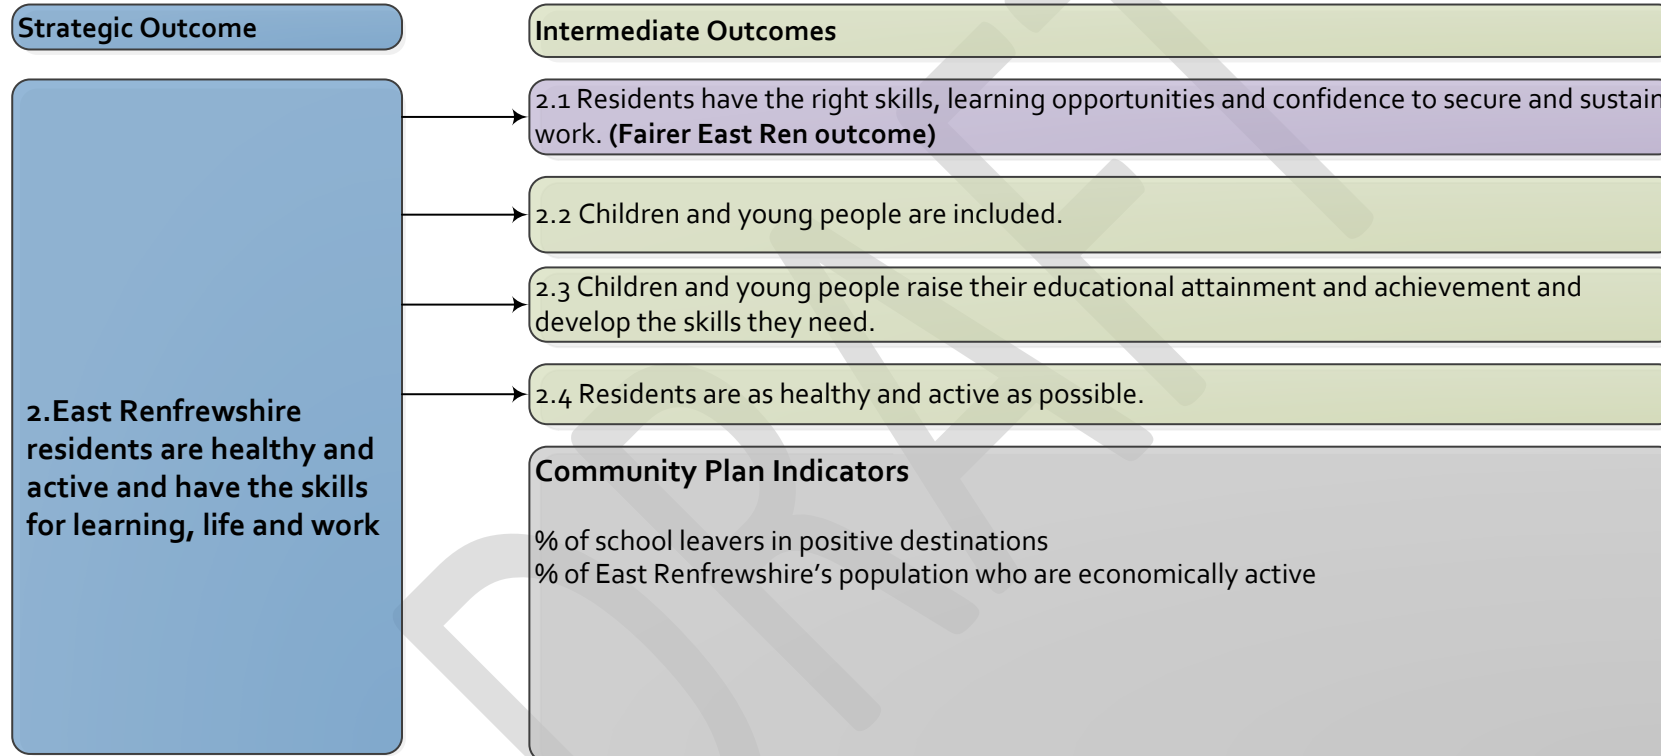 Strategic Outcome
Intermediate Outcomes
2.East Renfrewshire
residents are healthy and
active and have the skills
for learning, life and work
2.1 Residents have the right skills, learning opportunities and confidence to secure and sustain
work. (Fairer East Ren outcome)
2.2 Children and young people are included.
2.3 Children and young people raise their educational attainment and achievement and
develop the skills they need.
2.4 Residents are as healthy and active as possible.
Community Plan Indicators
% of school leavers in positive destinations
% of East Renfrewshire’s population who are economically active
DRAFT